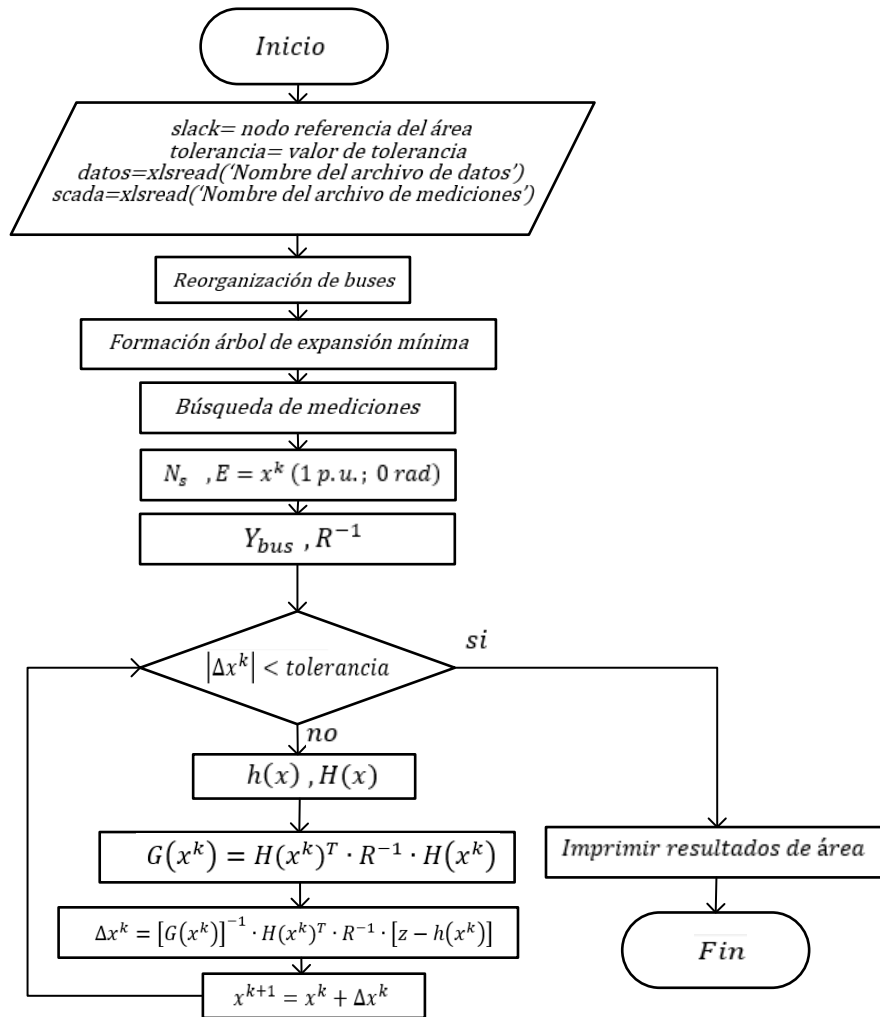 Inicio
slack= nodo referencia del área
tolerancia= valor de tolerancia
datos=xlsread(‘Nombre del archivo de datos’)
scada=xlsread(‘Nombre del archivo de mediciones’)
Reorganización de buses
Formación árbol de expansión mínima
Búsqueda de mediciones
N_s , E = x^k (1 p.u.; 0 rad)
Y_bus , R^−1
|Δx^k| < tolerancia
si
no
h(x) , H(x)
G(x^k) = H(x^k)^T · R^−1 · H(x^k)
Δx^k = [G(x^k)]^−1 · H(x^k)^T · R^−1 · [z − h(x^k)]
x^k+1 = x^k + Δx^k
Imprimir resultados de área
Fin